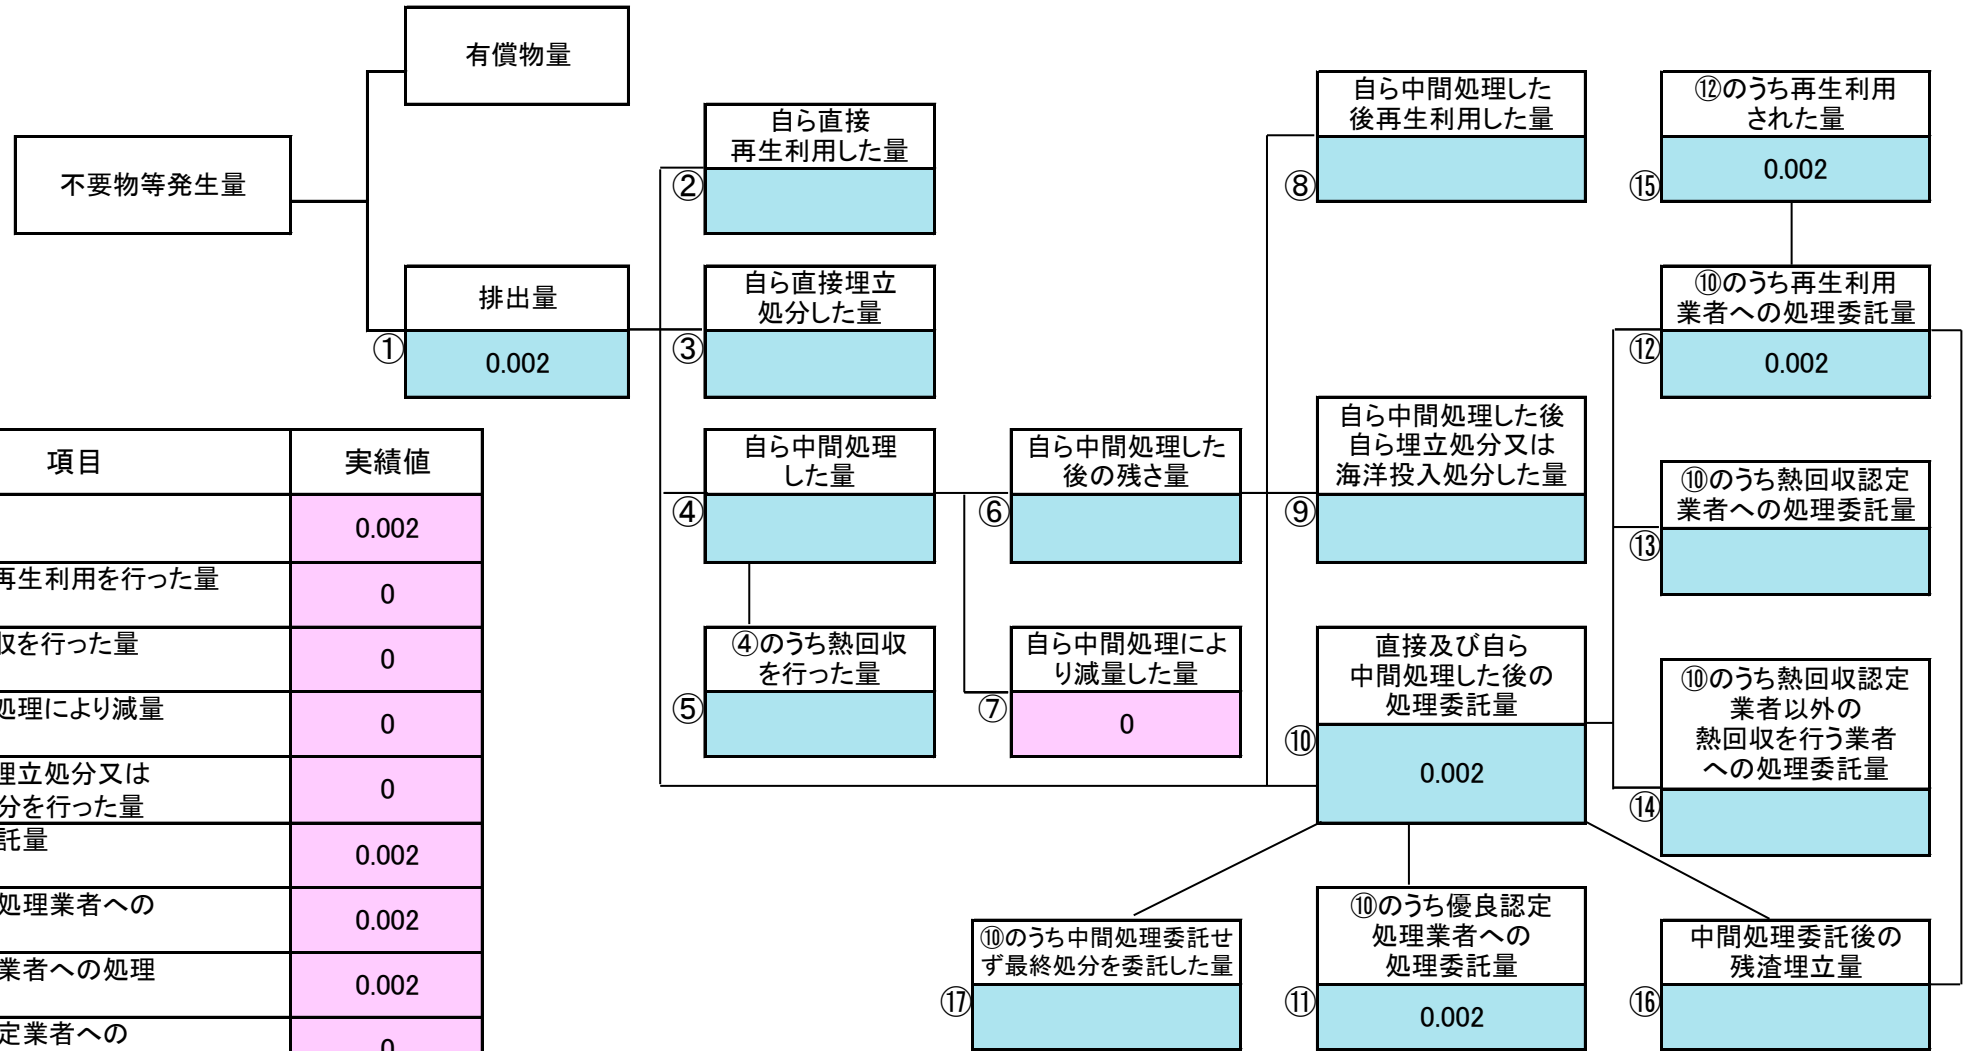 有償物量
不要物等発生量
排出量
①
0.002
自ら直接
再生利用した量
②
自ら直接埋立
処分した量
③
自ら中間処理
した量
④
④のうち熱回収
を行った量
⑤
自ら中間処理した
後の残さ量
⑥
自ら中間処理によ
り減量した量
⑦
0
自ら中間処理した
後再生利用した量
⑧
自ら中間処理した後
自ら埋立処分又は
海洋投入処分した量
⑨
直接及び自ら
中間処理した後の
処理委託量
⑩
0.002
⑫のうち再生利用
された量
⑮
0.002
⑩のうち再生利用
業者への処理委託量
⑫
0.002
⑩のうち熱回収認定
業者への処理委託量
⑬
⑩のうち熱回収認定
業者以外の
熱回収を行う業者
への処理委託量
⑭
⑩のうち中間処理委託せ
ず最終処分を委託した量
⑰
⑩のうち優良認定
処理業者への
処理委託量
⑪
0.002
中間処理委託後の
残渣埋立量
⑯
項目 実績値
0.002
再生利用を行った量 0
収を行った量 0
処理により減量 0
埋立処分又は
分を行った量 0
託量 0.002
処理業者への 0.002
業者への処理 0.002
定業者への 0